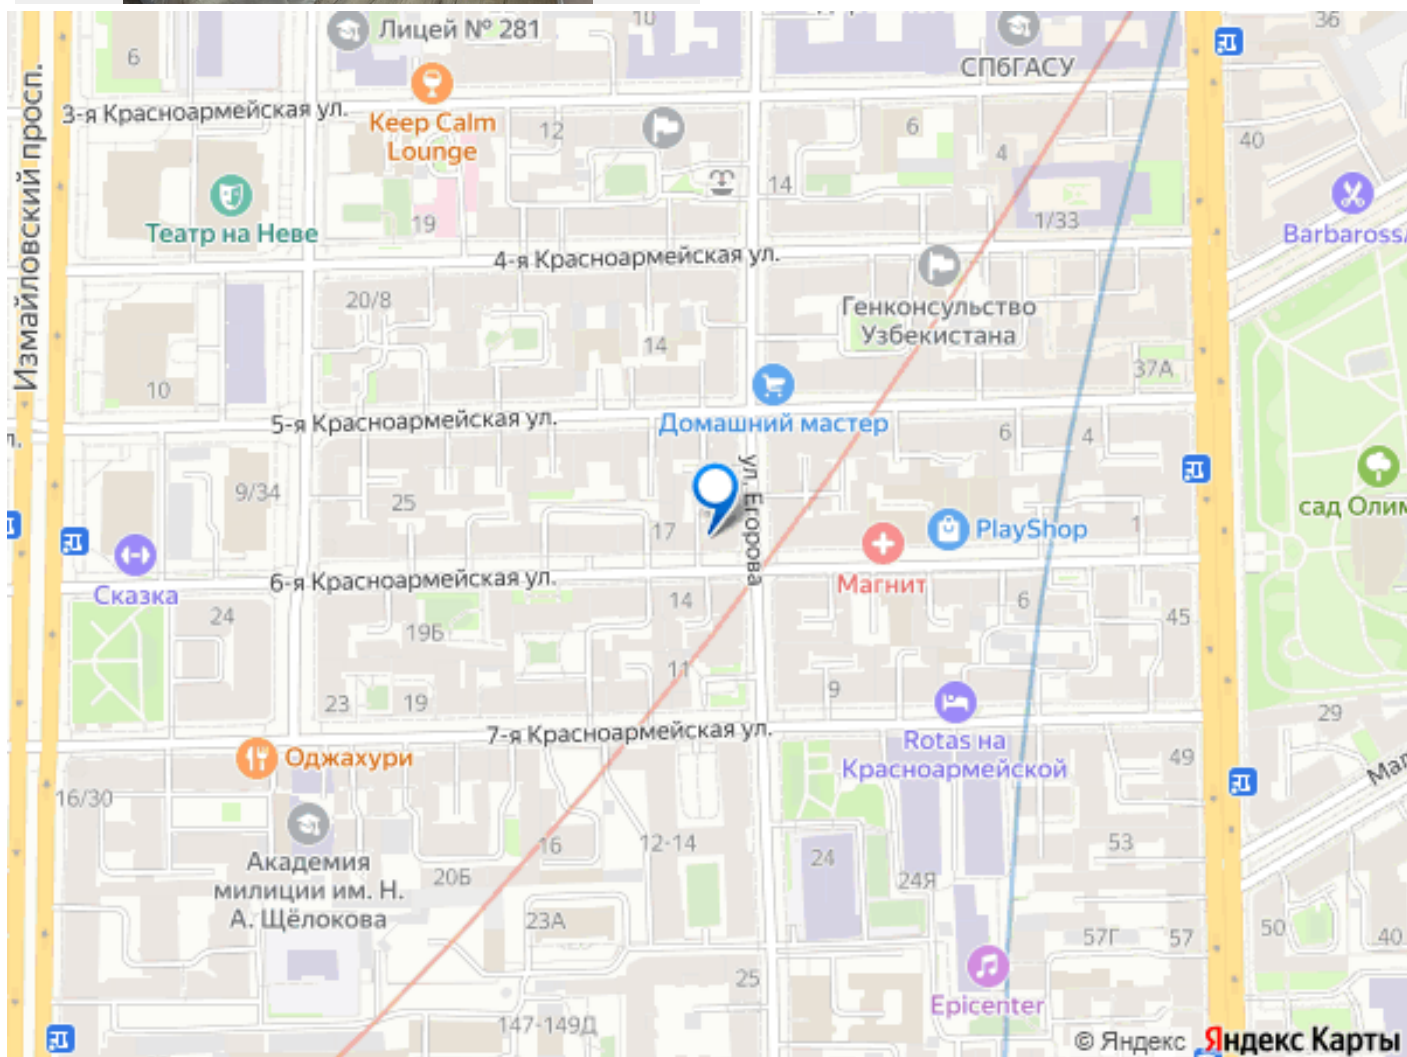 Лицей № 281
10
36
6
СПбГАСУ
3-я Красноармейская ул.
Keep Calm
Lounge
12
6
4
40
14
Измайловский просп.
Театр на Неве
19
1/33
Barbaross
4-я Красноармейская ул.
20/8
Генконсульство
Узбекистана
14
10
37А
5-я Красноармейская ул.
Домашний мастер
6
4
9/34
25
17
ул. Егорова
PlayShop
1
сад Олим
Сказка
6-я Красноармейская ул.
Магнит
24
19Б
14
6
45
11
23
19
9
29
7-я Красноармейская ул.
Rotas на
Красноармейской
49
Оджахури
Мал
16/30
Академия
милиции им. Н.
А. Щёлокова
16
12-14
20Б
24
24Я
53
23А
57Г
57
50
40
25
Epicenter
147-149Д
© Яндекс Яндекс Карты